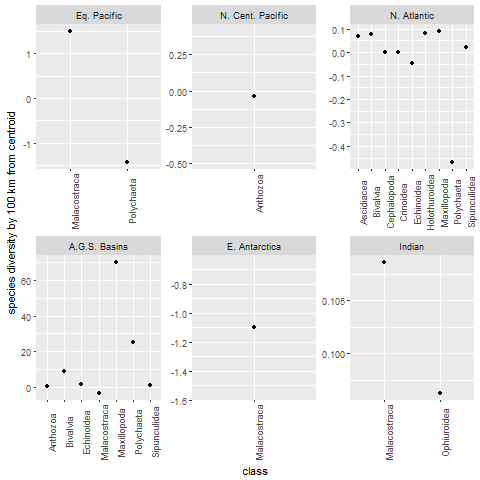 Eq. Pacific
N. Cent. Pacific
N. Atlantic
1
0
-1
0.25
0.00
-0.25
-0.50
0.1
0.0
-0.1
-0.2
-0.3
-0.4
Malacostraca
Polychaeta
Arthozoa
Ascidiacea
Bivalvia
Cephalopoda
Crinoidea
Echinoidea
Holothuroidea
Maxillopoda
Polychaeta
Sipunculidea
species diversity by 100 km from centroid
A.G.S. Basins
E. Antarctica
Indian
60
40
20
0
-0.8
-1.0
-1.2
-1.4
-1.6
0.105
0.100
Anthozoa
Bivalvia
Echinoidea
Malacostraca
Maxillopoda
Polychaeta
Sipunculidea
Malacostraca
Malacostraca
Ophiuroidea
class